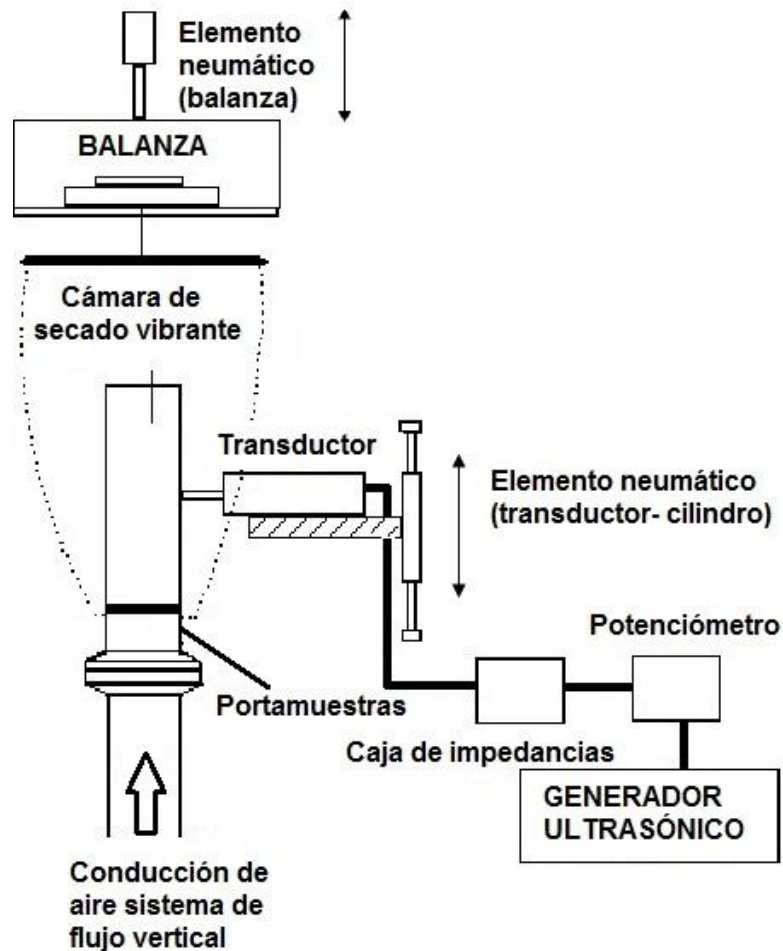 Elemento
neumático
(balanza)
BALANZA
Cámara de
secado vibrante
Transductor
Elemento neumático
(transductor- cilindro)
Potenciómetro
Portamuestras
Caja de impedancias
GENERADOR
ULTRASÓNICO
Conducción de
aire sistema de
flujo vertical